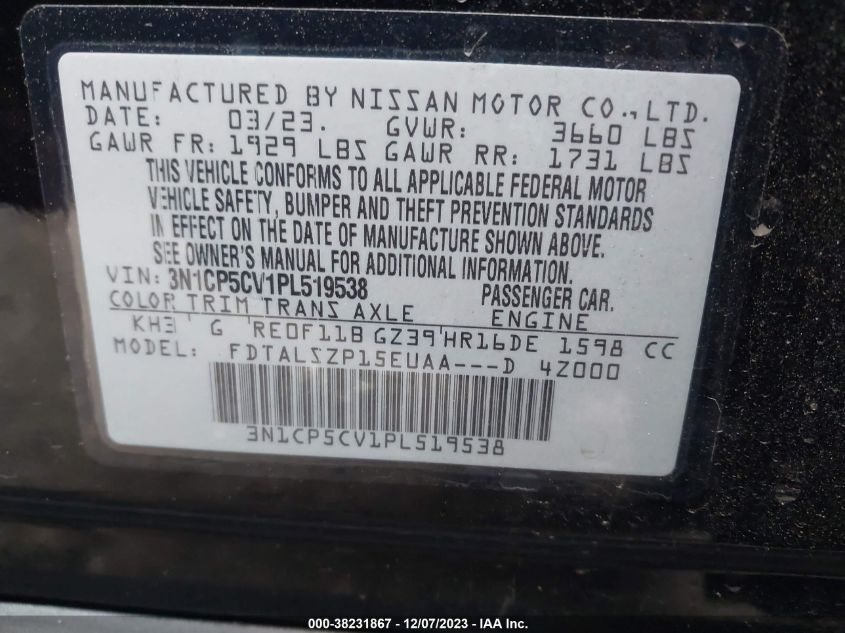 MANUFACTURED BY NISSAN MOTOR CO., LTD.
DATE: 03/23. GVWR: 3660 LBS
GAWR FR: 1929 LBS GAWR RR: 1731 LBS
THIS VEHICLE CONFORMS TO ALL APPLICABLE FEDERAL MOTOR
VEHICLE SAFETY, BUMPER AND THEFT PREVENTION STANDARDS
IN EFFECT ON THE DATE OF MANUFACTURE SHOWN ABOVE.
SEE OWNER'S MANUAL FOR ADDITIONAL INFORMATION.
VIN: 3N1CP5CV1PL519538 PASSENGER CAR.
COLOR TRIM TRANS AXLE ENGINE
KH3 G RE0F11B GZ39 HR16DE 1598 CC
MODEL: FDTALSZP15EUAA---D 4Z000
3N1CP5CV1PL519538
000-38231867 - 12/07/2023 - IAA Inc.